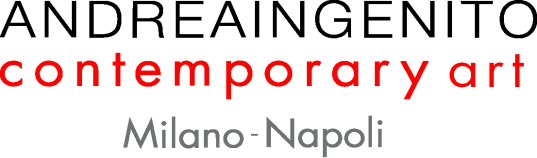 ANDREAINGENITO
contemporary art
Milano - Napoli